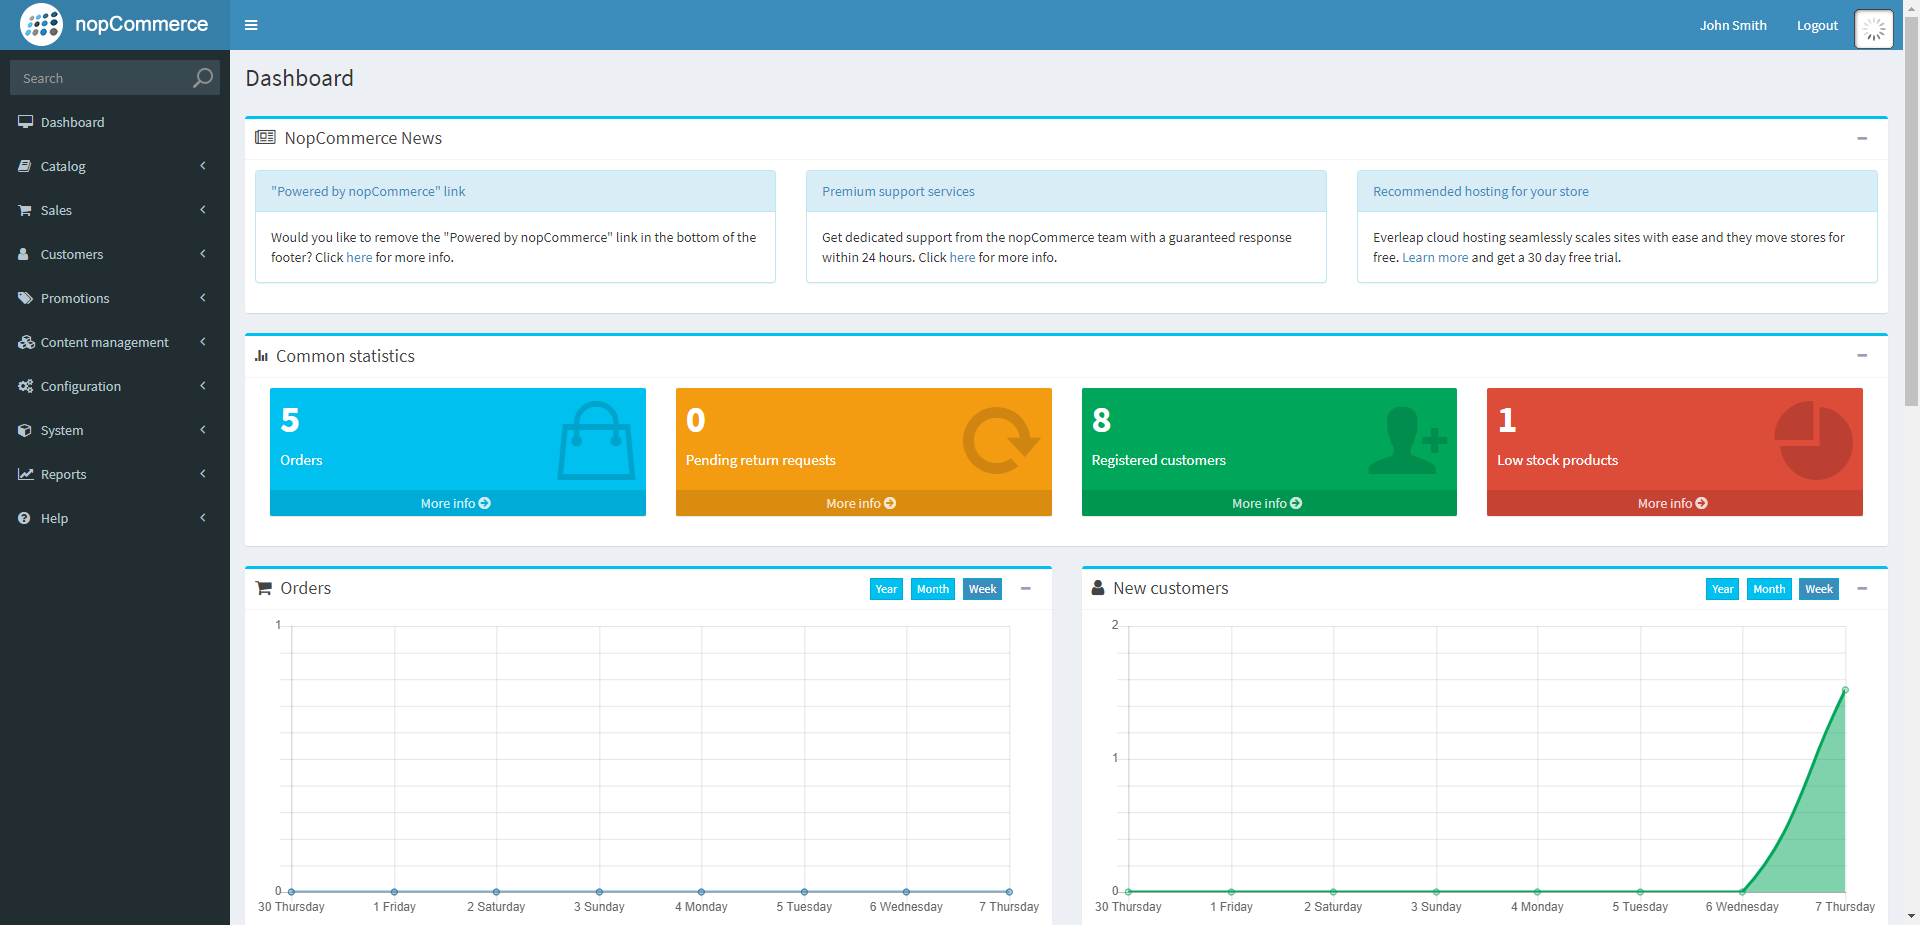 nopCommerce
John Smith
Logout
Search
Dashboard
Catalog
Sales
Customers
Promotions
Content management
Configuration
System
Reports
Help
Dashboard
NopCommerce News
"Powered by nopCommerce" link
Would you like to remove the "Powered by nopCommerce" link in the bottom of the
footer? Click here for more info.
Premium support services
Get dedicated support from the nopCommerce team with a guaranteed response
within 24 hours. Click here for more info.
Recommended hosting for your store
Everleap cloud hosting seamlessly scales sites with ease and they move stores for
free. Learn more and get a 30 day free trial.
Common statistics
5
Orders
More info
0
Pending return requests
More info
8
Registered customers
More info
1
Low stock products
More info
Orders
Year Month Week
1
0
30 Thursday 1 Friday 2 Saturday 3 Sunday 4 Monday 5 Tuesday 6 Wednesday 7 Thursday
New customers
Year Month Week
2
1
0
30 Thursday 1 Friday 2 Saturday 3 Sunday 4 Monday 5 Tuesday 6 Wednesday 7 Thursday